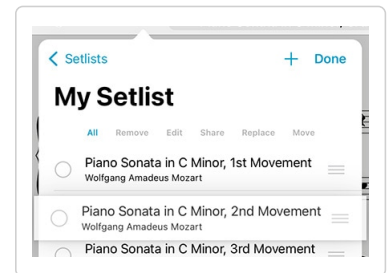 Setlists + Done
My Setlist
All Remove Edit Share Replace Move
Piano Sonata in C Minor, 1st Movement
Wolfgang Amadeus Mozart
Piano Sonata in C Minor, 2nd Movement
Wolfgang Amadeus Mozart
Piano Sonata in C Minor, 3rd Movement